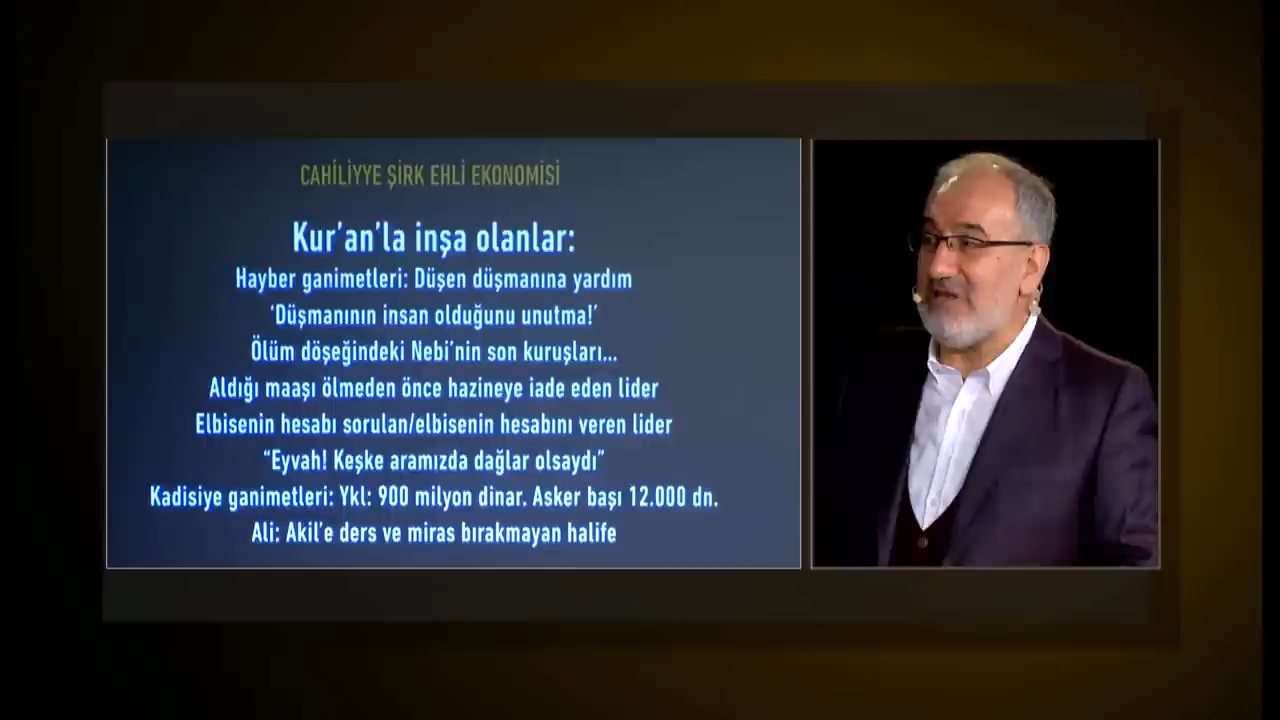 CAHİLİYYE ŞİRK EHLİ EKONOMİSİ
Kur’an’la inşa olanlar:
Hayber ganimetleri: Düşen düşmanına yardım
‘Düşmanının insan olduğunu unutma!’
Ölüm döşeğindeki Nebi’nin son kuruşları...
Aldığı maaşı ölmeden önce hazineye iade eden lider
Elbisenin hesabı sorulan/elbisenin hesabını veren lider
“Eyvah! Keşke aramızda dağlar olsaydı”
Kadisiye ganimetleri: Ykl: 900 milyon dinar. Asker başı 12.000 dn.
Ali: Akil’e ders ve miras bırakmayan halife